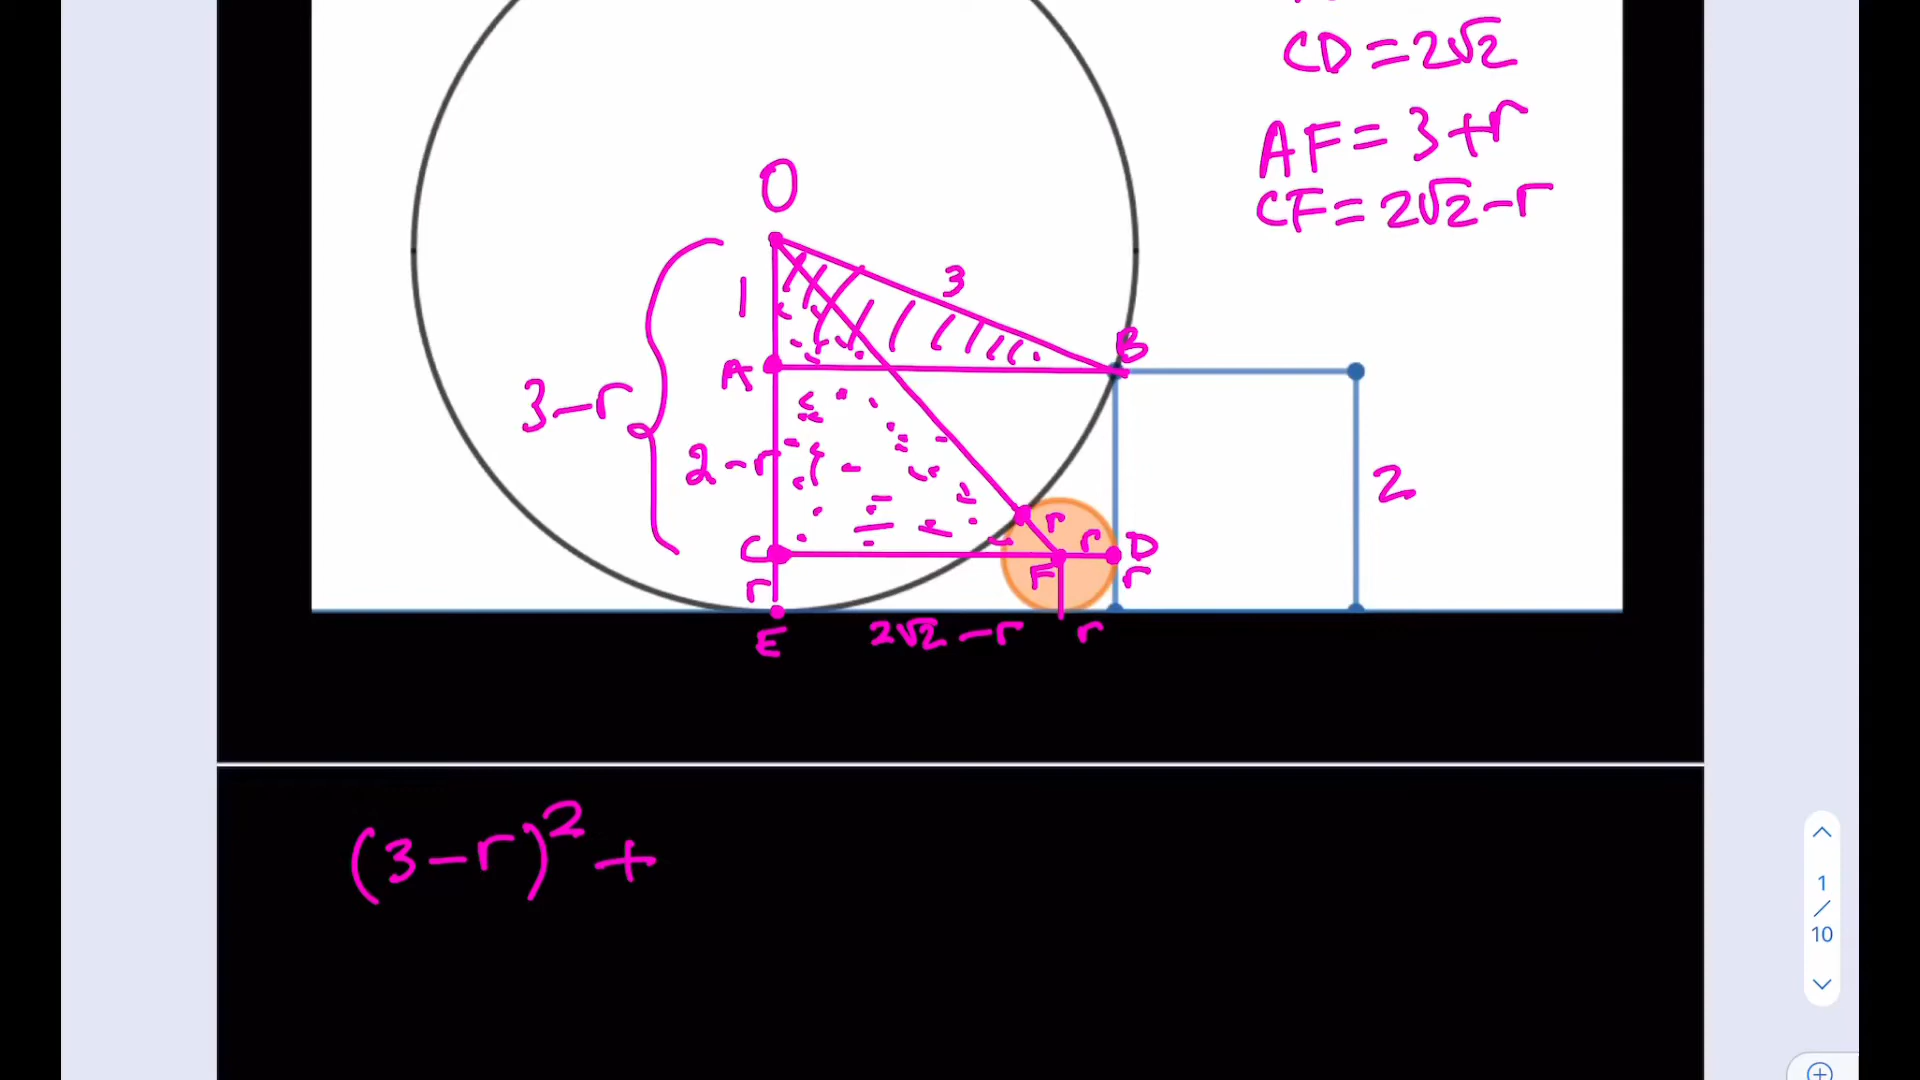 CD = 2√2
AF = 3+r
CF = 2√2-r
O
1
3
B
A
3-r
2-r
2
r
r
C
D
F
r
r
E
2√2-r
r
(3-r)² +
1
/
10